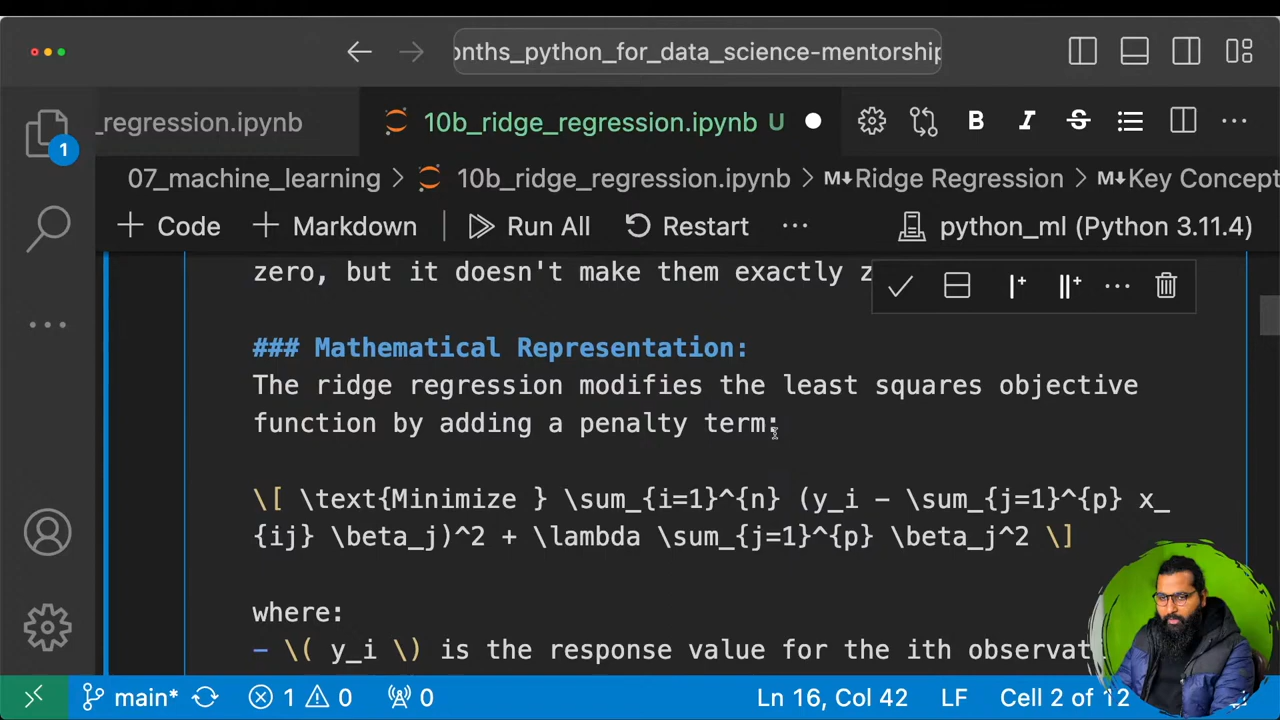 onths_python_for_data_science-mentorship
_regression.ipynb
10b_ridge_regression.ipynb U
07_machine_learning > 10b_ridge_regression.ipynb > M↓Ridge Regression > M↓Key Concept
+ Code + Markdown Run All Restart ··· python_ml (Python 3.11.4)
1
zero, but it doesn't make them exactly z
### Mathematical Representation:
The ridge regression modifies the least squares objective
function by adding a penalty term:
\[ \text{Minimize } \sum_{i=1}^{n} (y_i - \sum_{j=1}^{p} x_
{ij} \beta_j)^2 + \lambda \sum_{j=1}^{p} \beta_j^2 \]
where:
- \( y_i \) is the response value for the ith observat
main* 1 0 0 Ln 16, Col 42 LF Cell 2 of 12